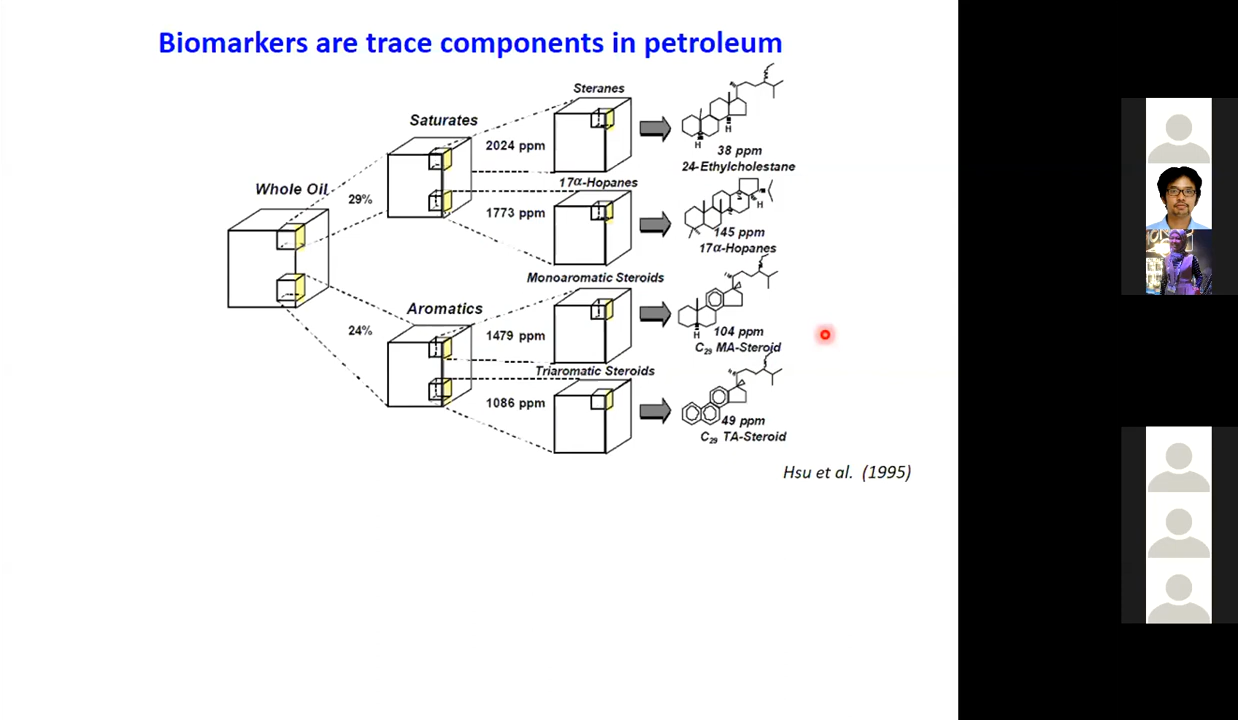 Biomarkers are trace components in petroleum
Steranes
Saturates
2024 ppm
H
H
38 ppm
24-Ethylcholestane
Whole Oil
29%
17α-Hopanes
1773 ppm
H
145 ppm
17α-Hopanes
Monoaromatic Steroids
Aromatics
24%
1479 ppm
H
104 ppm
C29 MA-Steroid
Triaromatic Steroids
1086 ppm
49 ppm
C29 TA-Steroid
Hsu et al. (1995)